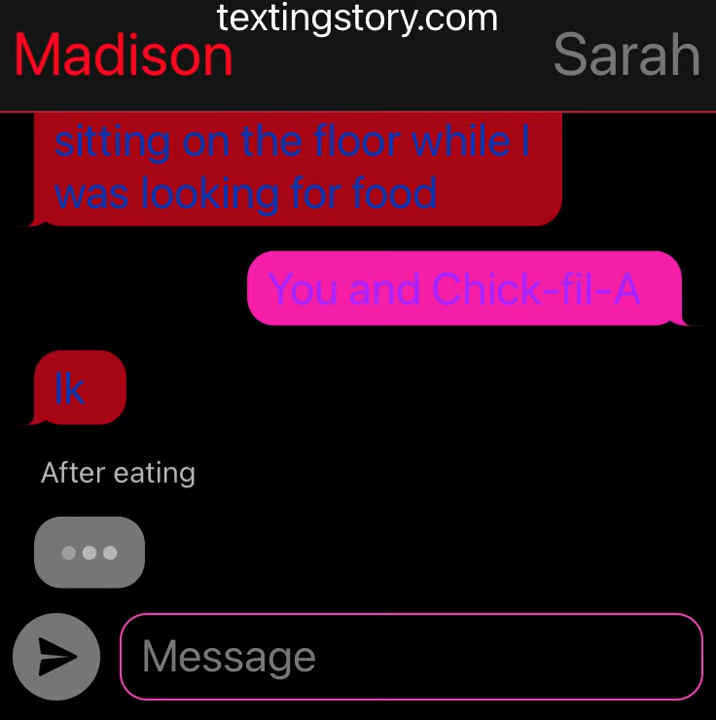 textingstory.com
Madison
Sarah
sitting on the floor while I
was looking for food
You and Chick-fil-A
Ik
After eating
Message